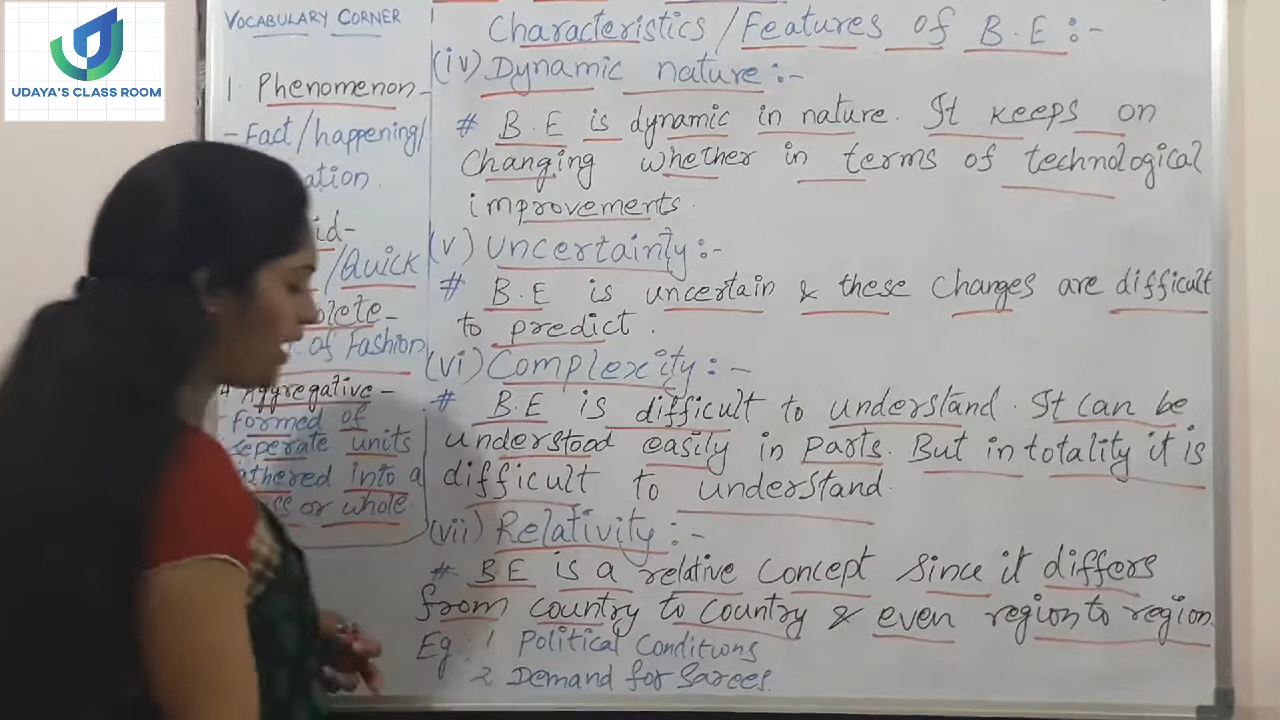 UDAYA'S CLASS ROOM
VOCABULARY CORNER
1. Phenomenon-
- Fact/happening/
/Quick
of Fashion
Aggregative-
formed of
seperate units
into a
or whole
Characteristics/Features of B.E:-
(iv) Dynamic nature:-
# B.E is dynamic in nature. It keeps on
changing whether in terms of technological
improvements.
(v) Uncertainty:-
# B.E is uncertain & these changes are difficult
to predict.
(vi) Complexity:-
# B.E is difficult to understand. It can be
understood easily in parts. But in totality it is
difficult to understand.
(vii) Relativity:-
# B.E is a relative concept since it differs
from country to country & even region to region.
Eg: 1 Political Conditions
2 Demand for Sarees.